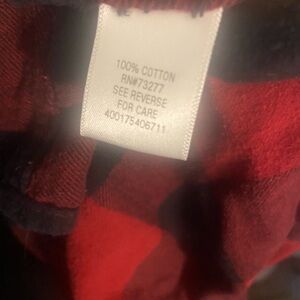 100% COTTON
RN#73277
SEE REVERSE
FOR CARE
400175406711